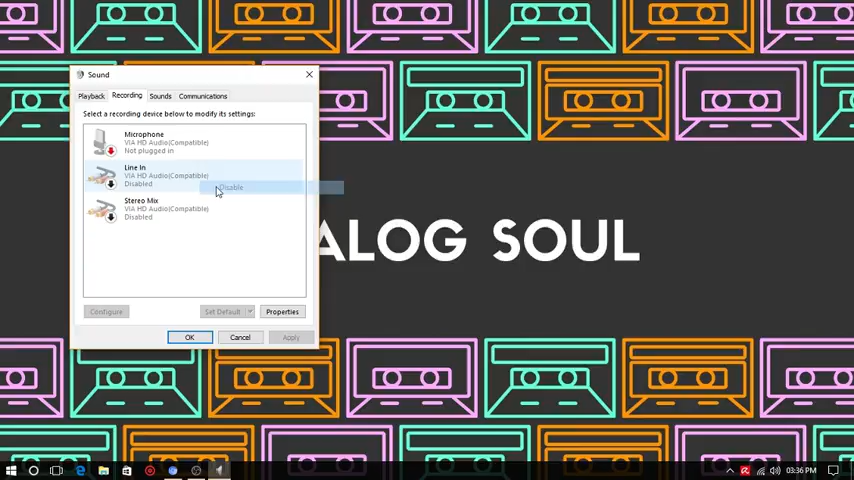 Sound
Playback Recording Sounds Communications
Select a recording device below to modify its settings:
Microphone
VIA HD Audio(Compatible)
Not plugged in
Line In
VIA HD Audio(Compatible)
Disabled
Disable
Stereo Mix
VIA HD Audio(Compatible)
Disabled
ALOG SOUL
Configure Set Default Properties
OK Cancel Apply
03:36 PM